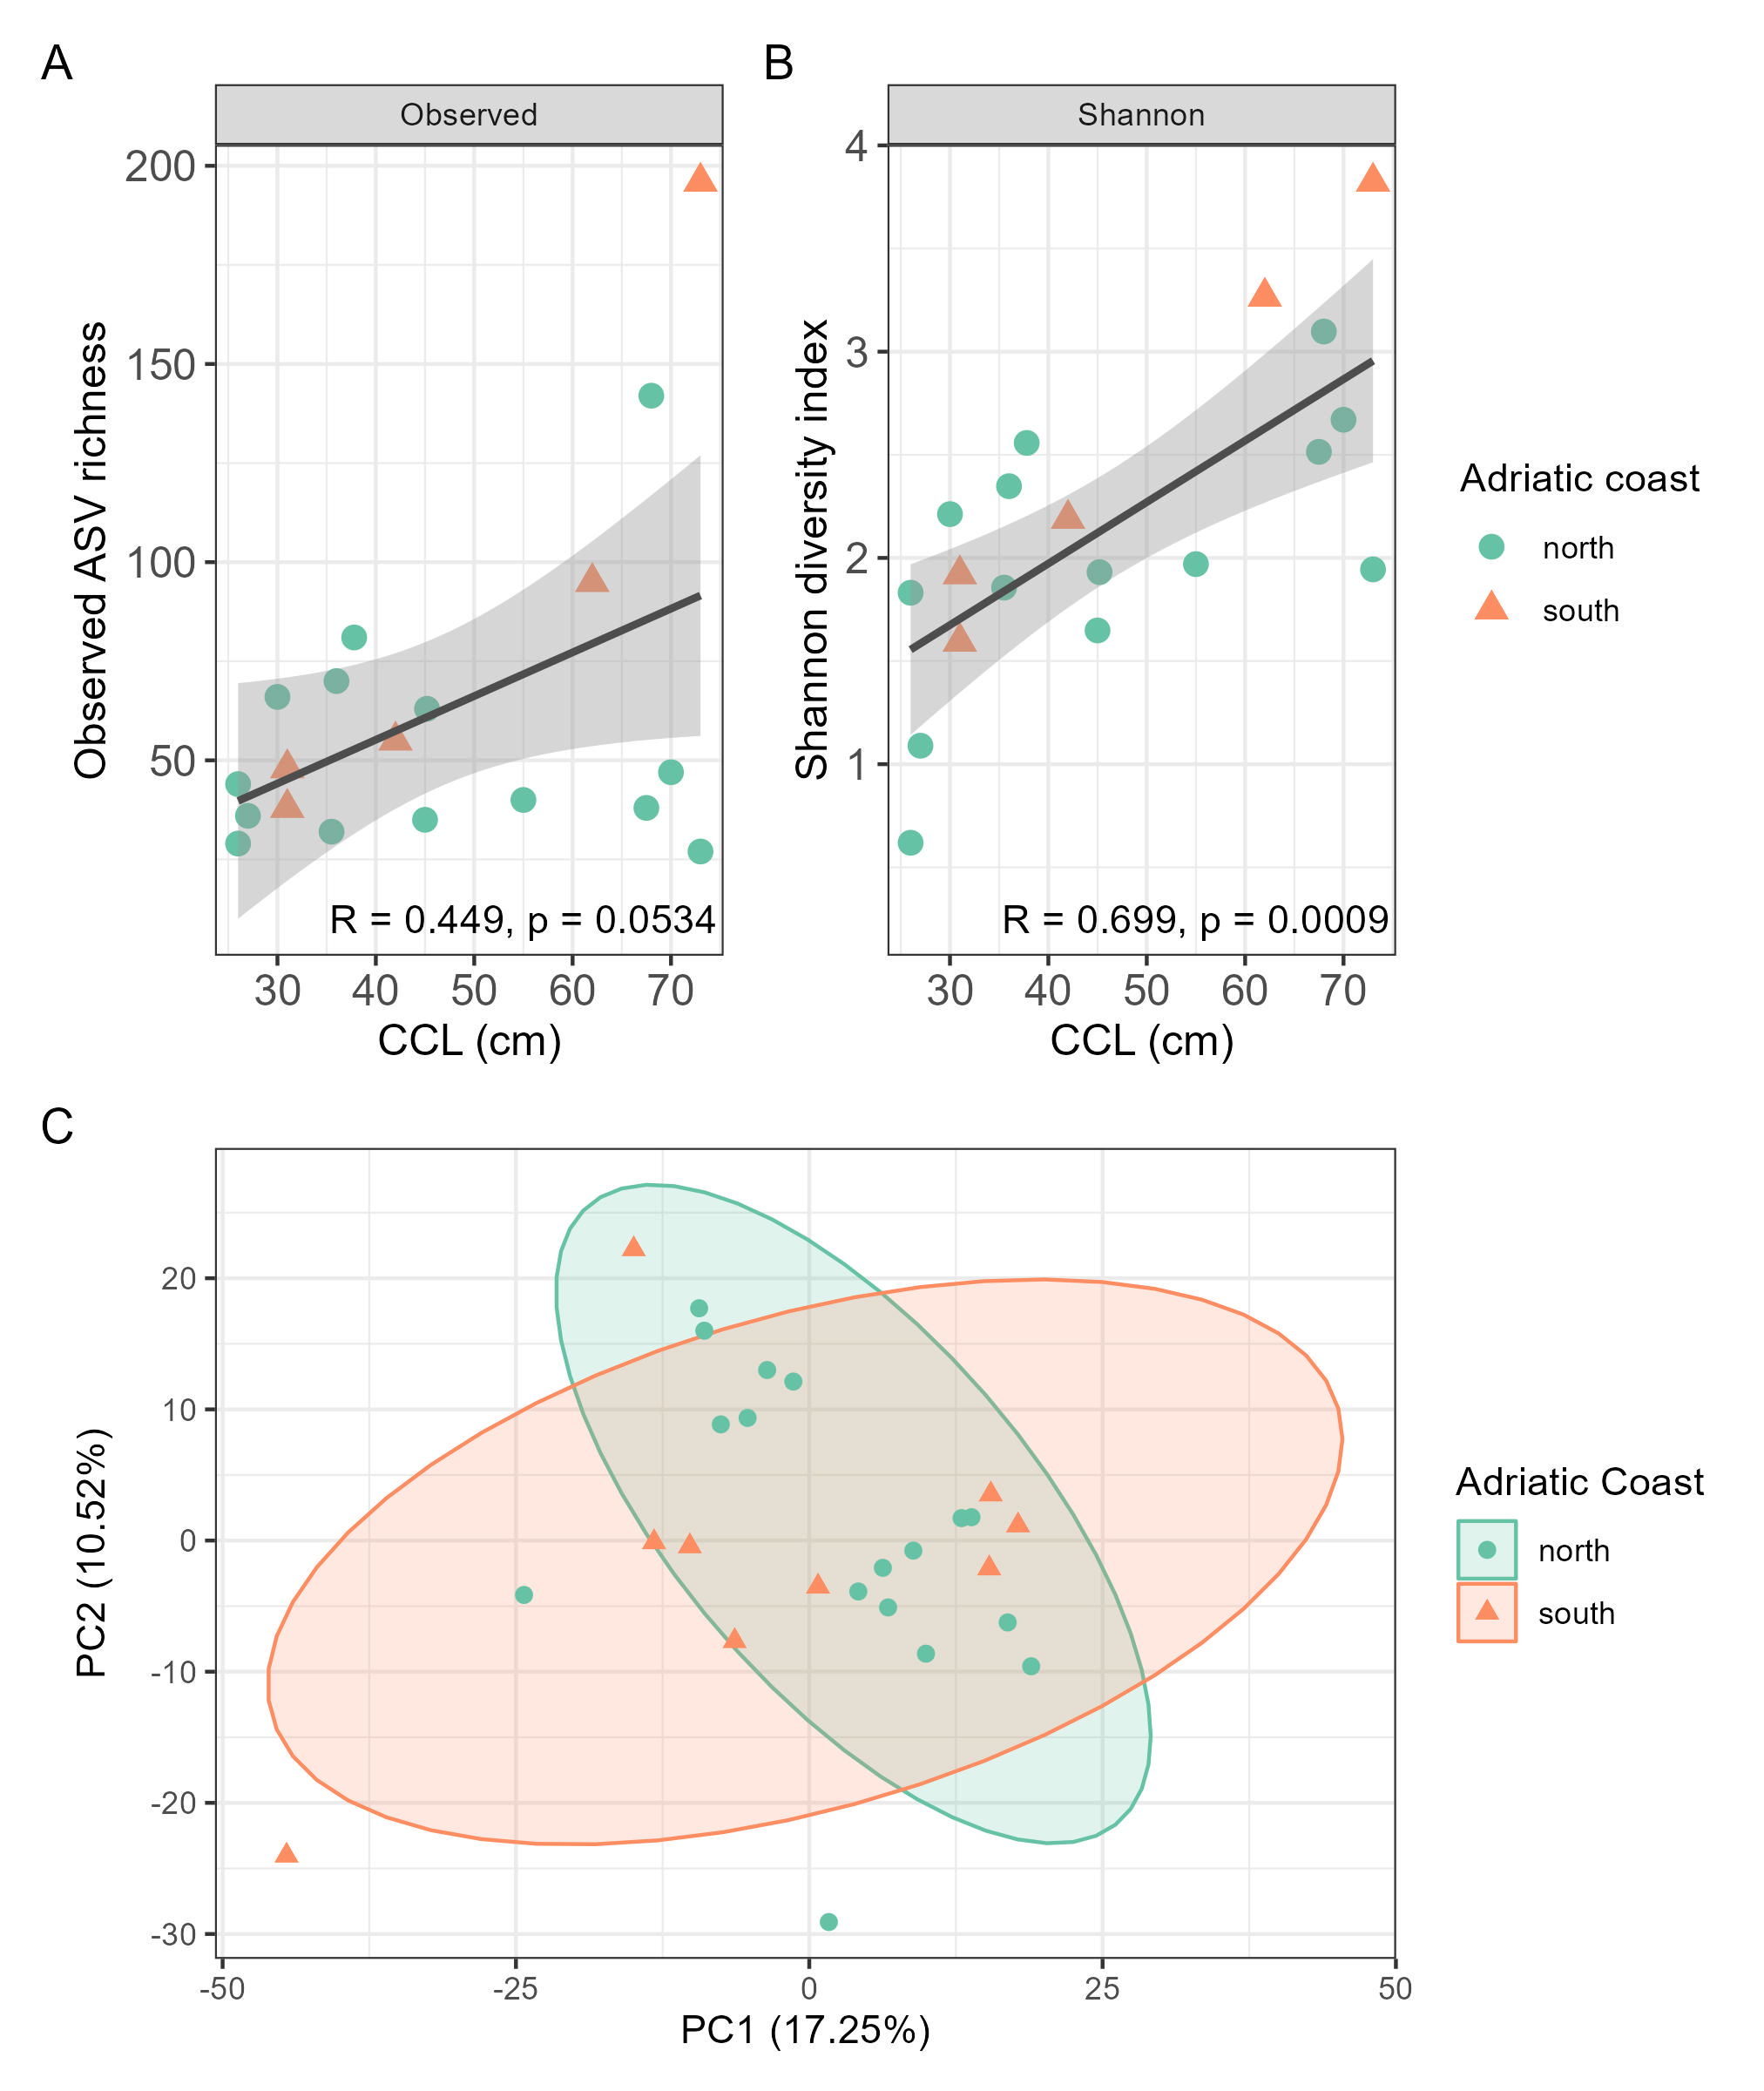 A
B
Observed
Shannon
Observed ASV richness
200
150
100
50
R = 0.449, p = 0.0534
30 40 50 60 70
CCL (cm)
Shannon diversity index
4
3
2
1
R = 0.699, p = 0.0009
30 40 50 60 70
CCL (cm)
Adriatic coast
north
south
C
PC2 (10.52%)
20
10
0
-10
-20
-30
-50 -25 0 25 50
PC1 (17.25%)
Adriatic Coast
north
south